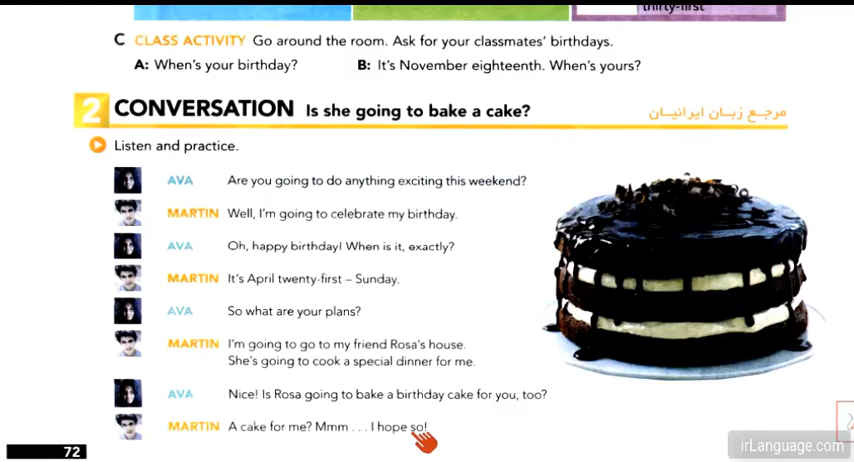 thirty-first
C CLASS ACTIVITY Go around the room. Ask for your classmates' birthdays.
A: When's your birthday? B: It's November eighteenth. When's yours?
2 CONVERSATION Is she going to bake a cake?
مرجع زبان ایرانیان
Listen and practice.
AVA Are you going to do anything exciting this weekend?
MARTIN Well, I'm going to celebrate my birthday.
AVA Oh, happy birthday! When is it, exactly?
MARTIN It's April twenty-first – Sunday.
AVA So what are your plans?
MARTIN I'm going to go to my friend Rosa's house.
She's going to cook a special dinner for me.
AVA Nice! Is Rosa going to bake a birthday cake for you, too?
MARTIN A cake for me? Mmm . . . I hope so!
72
irLanguage.com